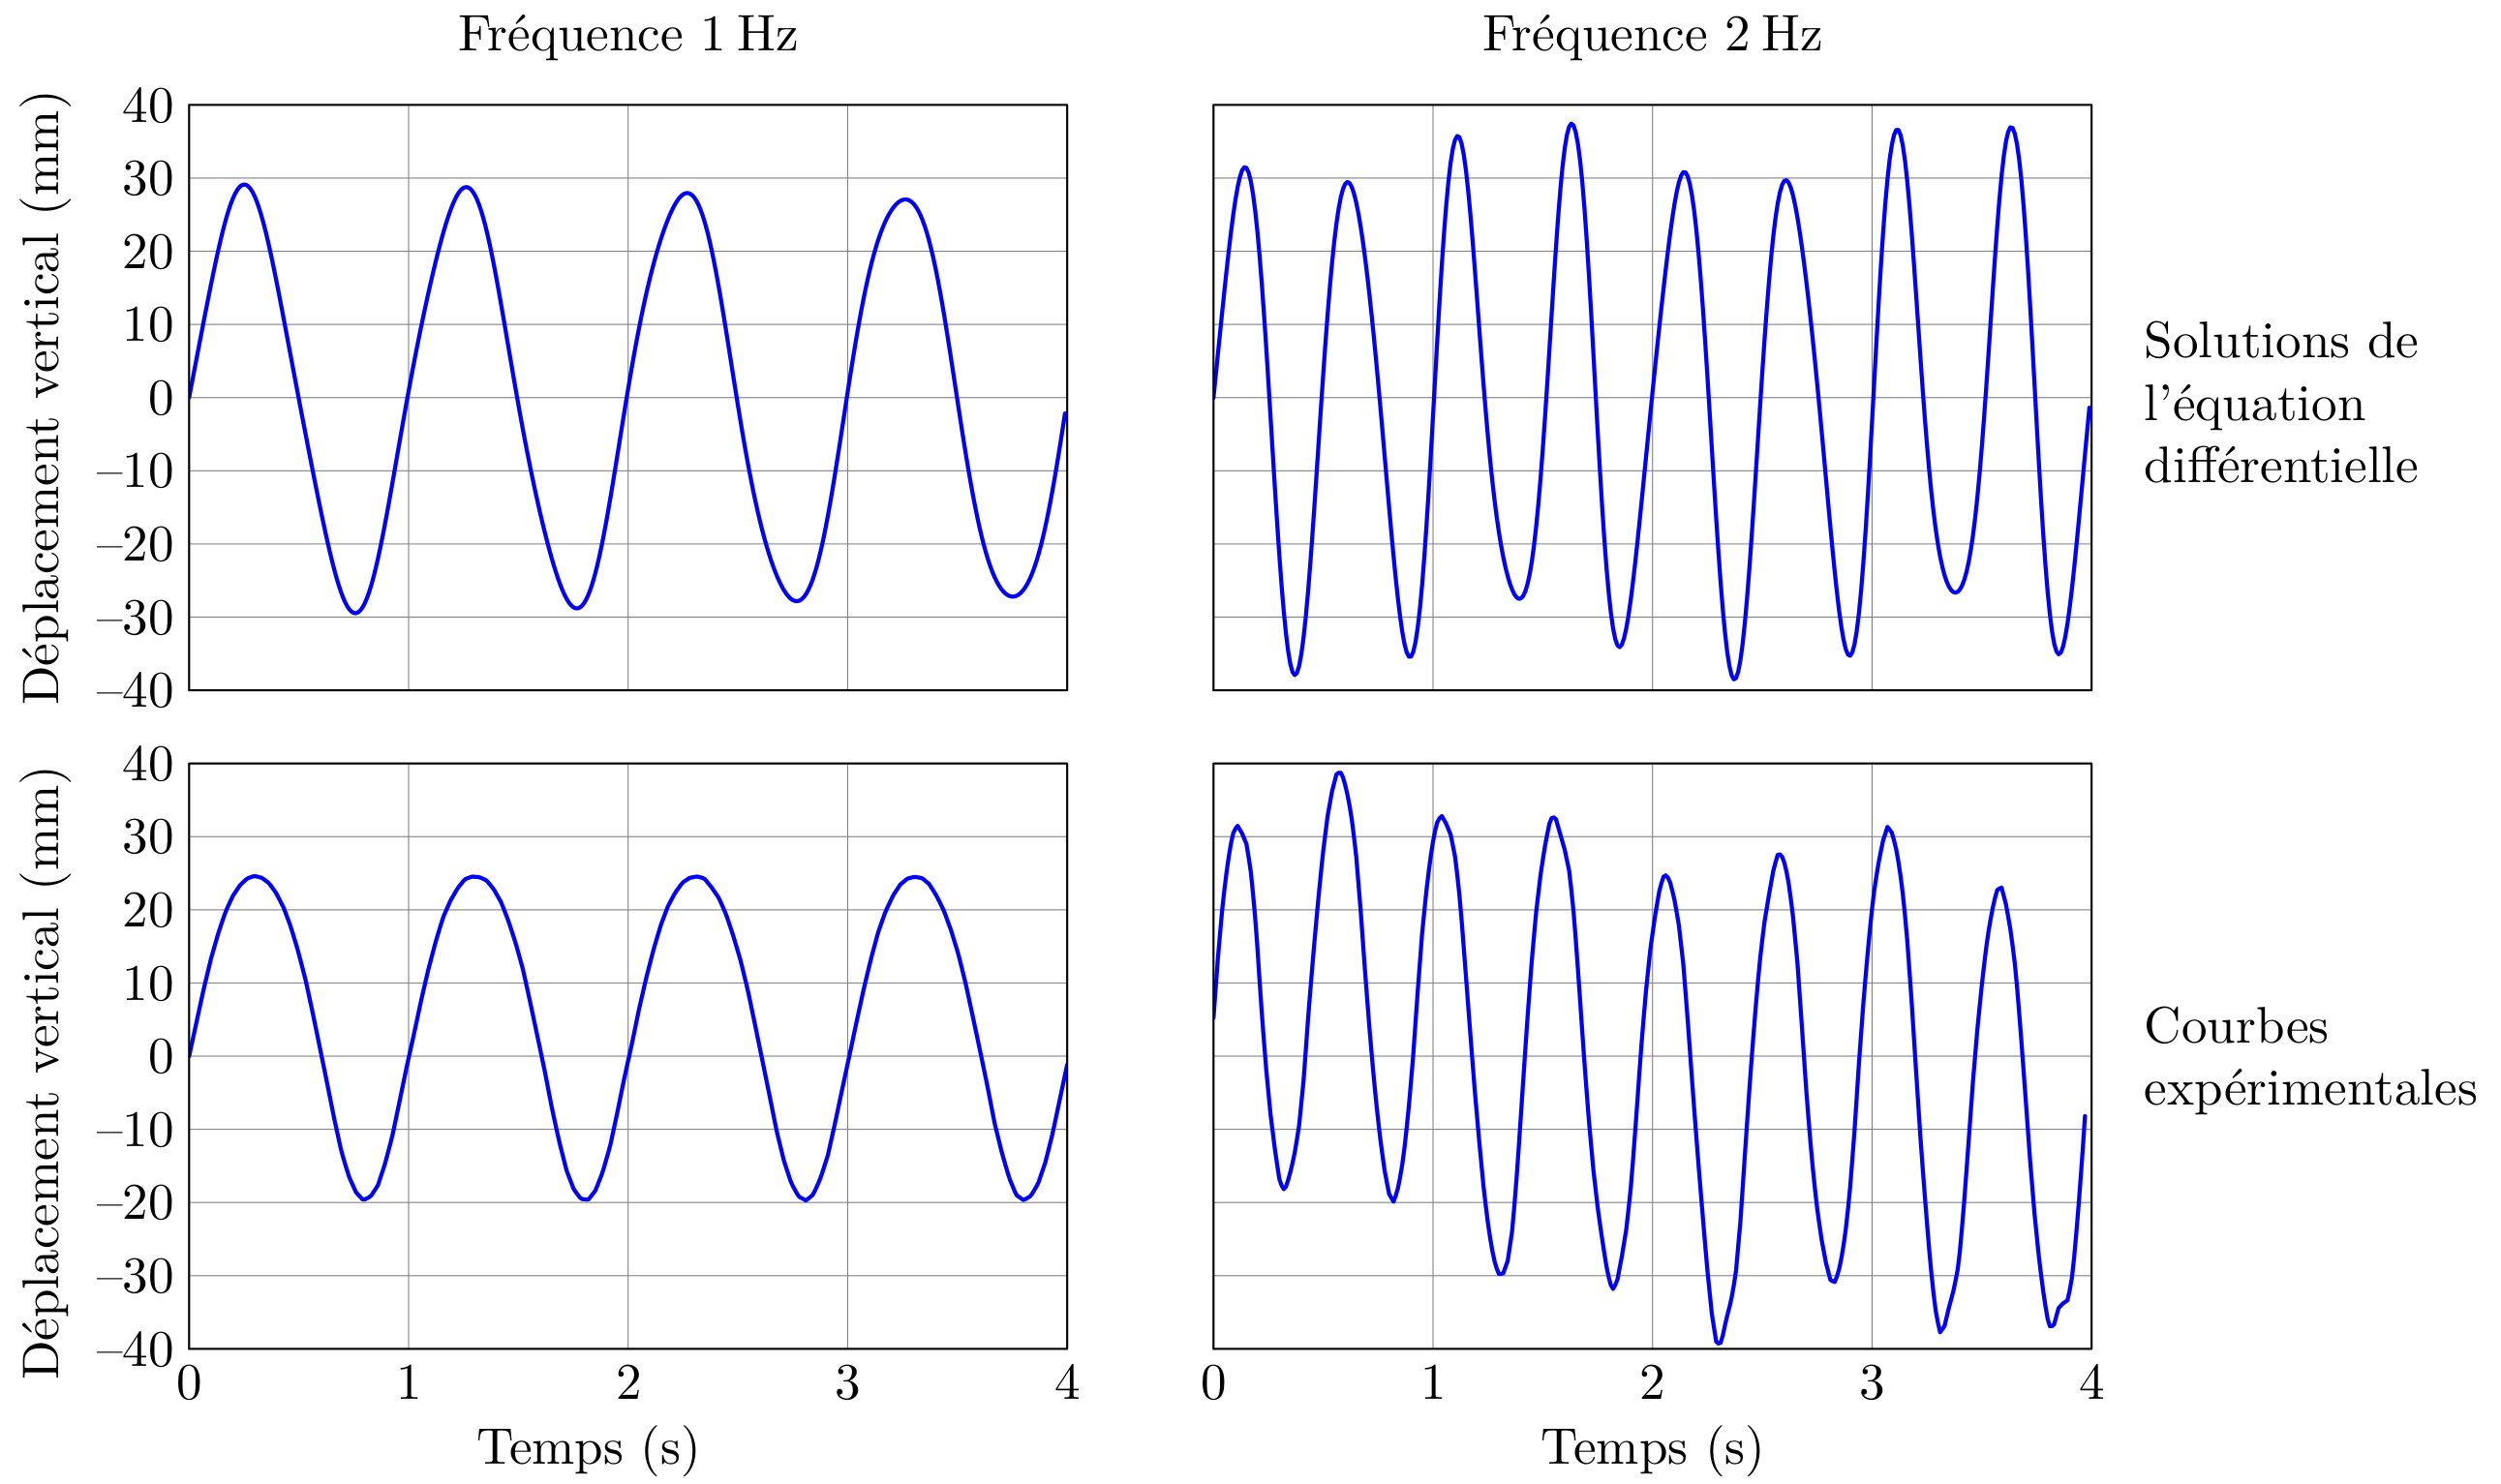 Fréquence 1 Hz
Fréquence 2 Hz
Déplacement vertical (mm)
40
30
20
10
0
−10
−20
−30
−40
Solutions de
l’équation
différentielle
Déplacement vertical (mm)
40
30
20
10
0
−10
−20
−30
−40
Courbes
expérimentales
0 1 2 3 4
0 1 2 3 4
Temps (s)
Temps (s)